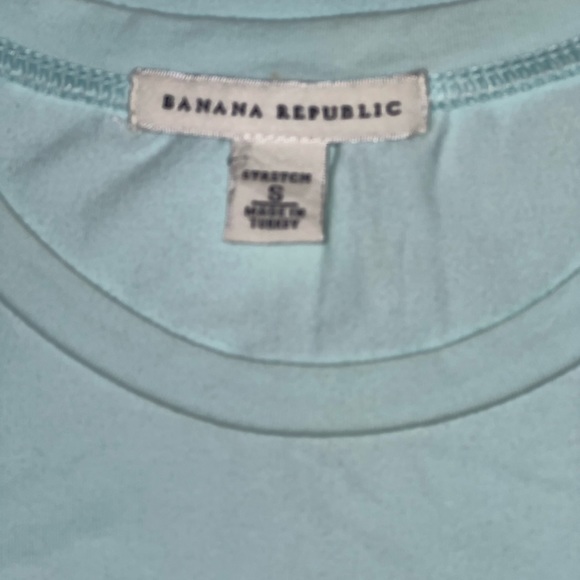 BANANA REPUBLIC
STRETCH
S
MADE IN
TURKEY